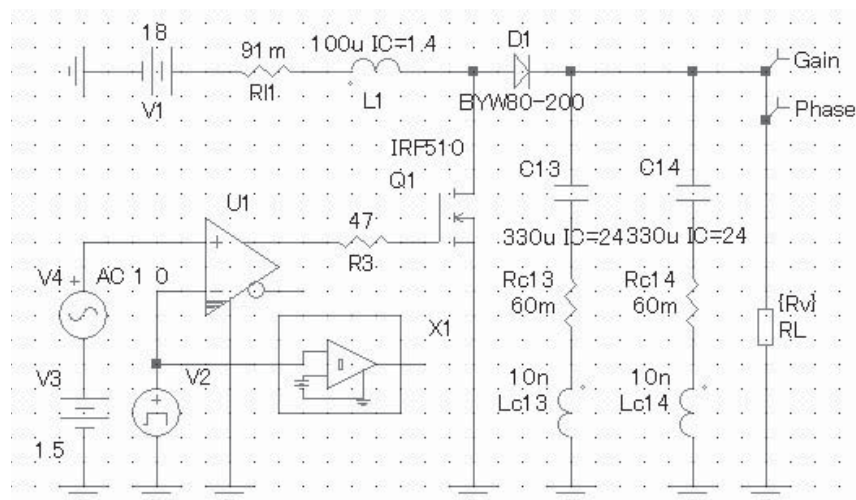 18
V1
91 m
Rl1
100u IC=1.4
L1
D1
BYW80-200
Gain
Phase
IRF510
Q1
C13
C14
U1
47
R3
330u IC=24
330u IC=24
V4
AC 1 0
Rc13
60m
Rc14
60m
{Rv}
RL
X1
V3
V2
10n
Lc13
10n
Lc14
1.5